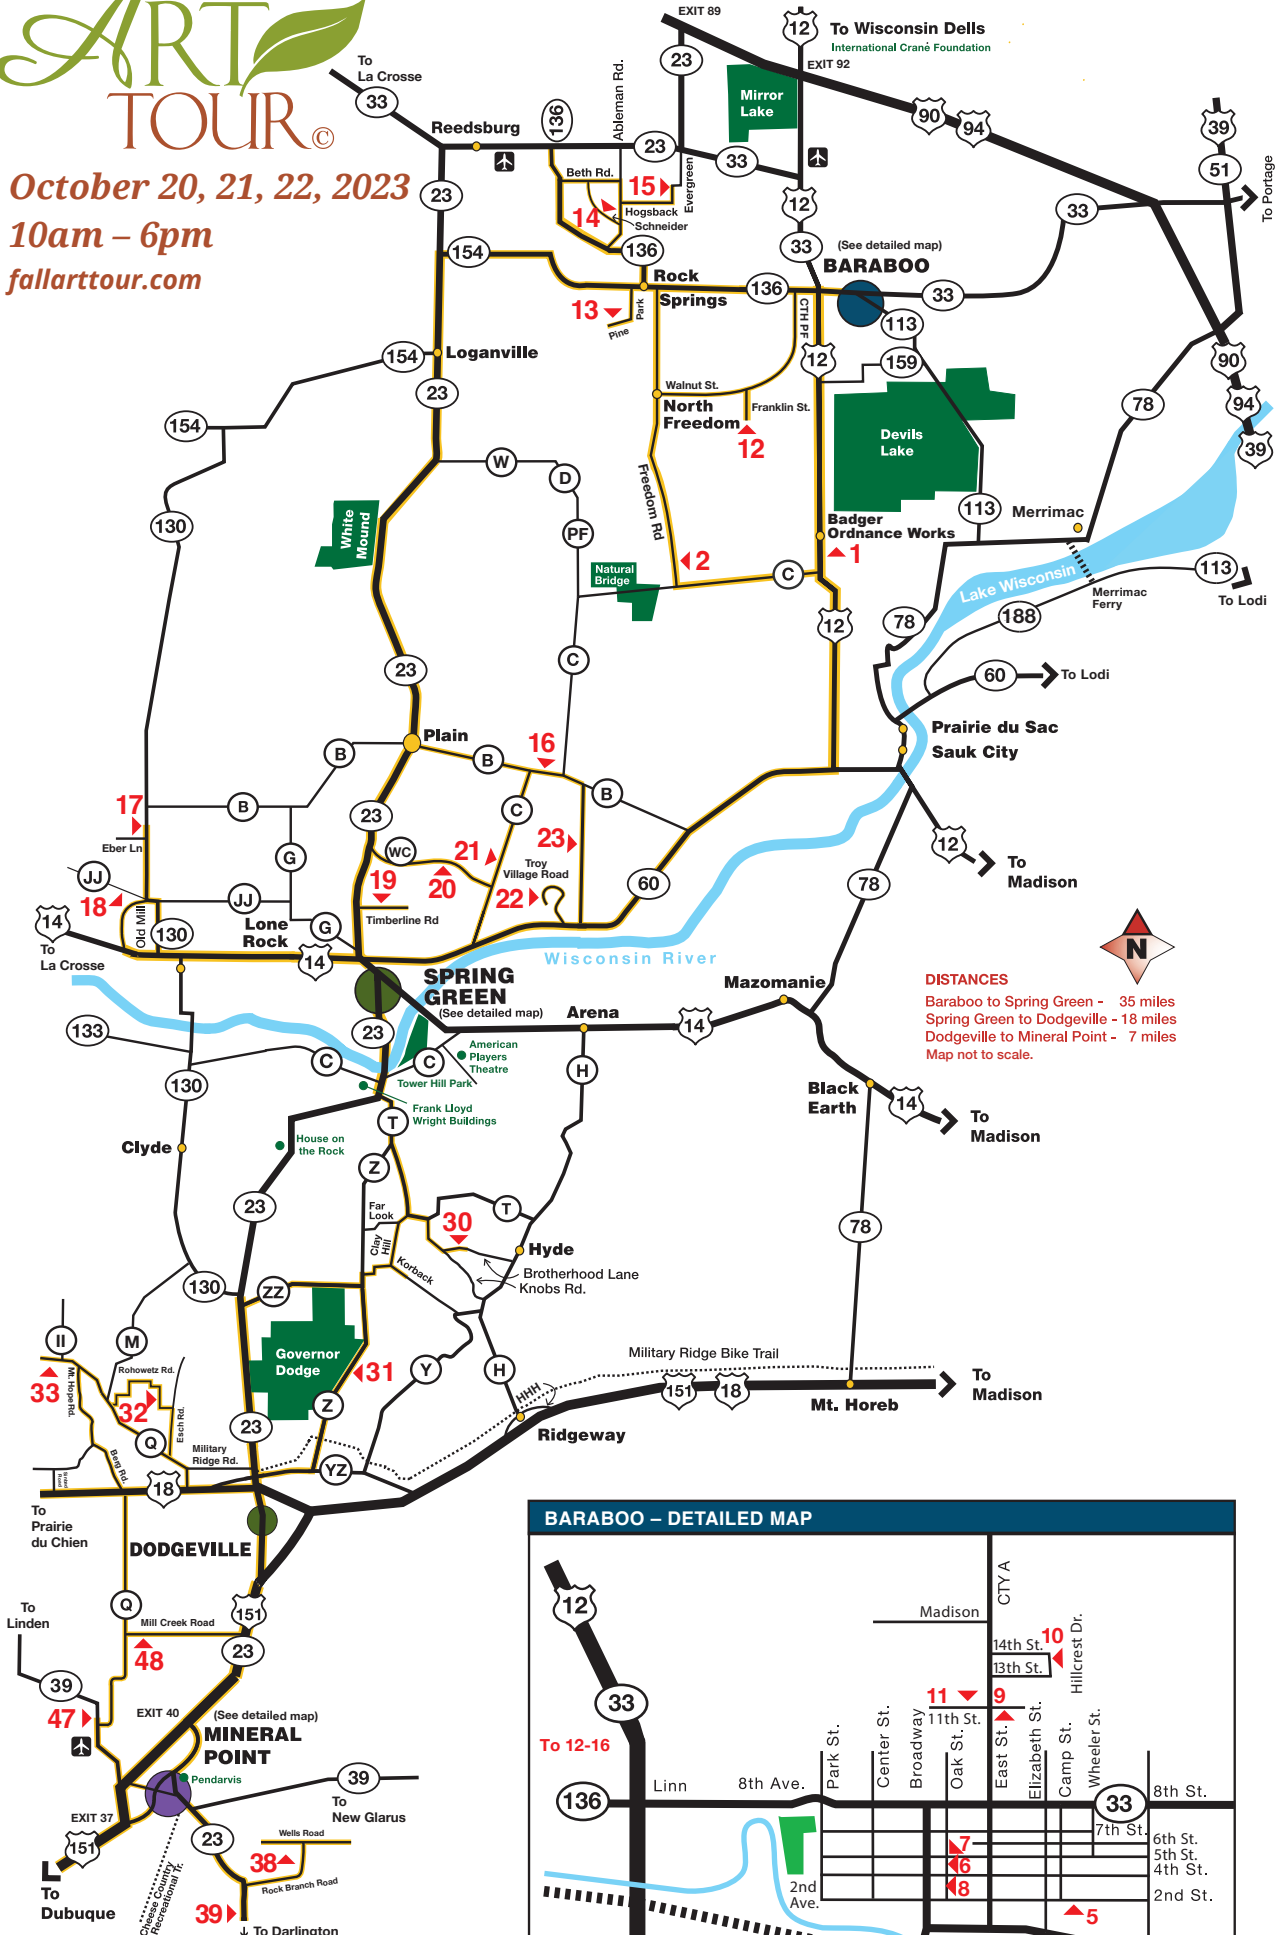 ART
TOUR©
October 20, 21, 22, 2023
10am – 6pm
fallarttour.com
EXIT 89
12
To Wisconsin Dells
International Crane Foundation
EXIT 92
To
La Crosse
33
23
Ableman Rd.
136
Mirror
Lake
90
94
39
51
To Portage
Reedsburg
23
33
Beth Rd.
15
Evergreen
14
Hogsback
Schneider
23
12
33
33
(See detailed map)
BARABOO
154
136
Rock
Springs
136
33
13
Park
Pine
CTH PF
113
12
159
154
Loganville
23
90
94
39
78
Walnut St.
North
Freedom
Franklin St.
12
154
Devils
Lake
W
D
PF
Freedom Rd
130
White
Mound
113
Merrimac
Badger
Ordnance Works
1
2
Natural
Bridge
C
Lake Wisconsin
Merrimac
Ferry
113
To Lodi
12
78
188
C
23
60
To Lodi
Prairie du Sac
Sauk City
Plain
16
B
B
B
17
B
23
C
Eber Ln
G
WC
21
23
Troy
Village Road
12
To
Madison
JJ
18
JJ
19
20
22
60
78
14
To
La Crosse
Old Mill
130
Lone
Rock
G
Timberline Rd
14
Wisconsin River
N
SPRING
GREEN
(See detailed map)
Mazomanie
DISTANCES
Baraboo to Spring Green - 35 miles
Spring Green to Dodgeville - 18 miles
Dodgeville to Mineral Point - 7 miles
Map not to scale.
133
23
Arena
14
C
C
American
Players
Theatre
Tower Hill Park
H
130
Frank Lloyd
Wright Buildings
T
Black
Earth
14
To
Madison
Clyde
House on
the Rock
Z
23
Far
Look
T
30
Clay
Hill
Hyde
78
Korback
Brotherhood Lane
Knobs Rd.
130
ZZ
II
M
Governor
Dodge
Military Ridge Bike Trail
Rohowetz Rd.
33
Mt. Hope Rd.
31
Y
H
HHH
151
18
To
Madison
32
Z
Mt. Horeb
Esch Rd.
23
Q
Ridgeway
Berg Rd.
Military
Ridge Rd.
YZ
18
To
Prairie
du Chien
DODGEVILLE
To
Linden
Q
151
Mill Creek Road
23
48
39
47
EXIT 40
(See detailed map)
MINERAL
POINT
Pendarvis
39
To
New Glarus
EXIT 37
151
23
Wells Road
38
Rock Branch Road
To
Dubuque
Cheese Country
Recreational Tr.
39
To Darlington
BARABOO – DETAILED MAP
12
CTY A
Madison
14th St.
10
13th St.
Hillcrest Dr.
33
11
9
11th St.
To 12-16
Park St.
Center St.
Broadway
Oak St.
East St.
Elizabeth St.
Camp St.
Wheeler St.
136
Linn
8th Ave.
33
8th St.
7th St.
7
6th St.
5th St.
6
4th St.
2nd
Ave.
8
2nd St.
5